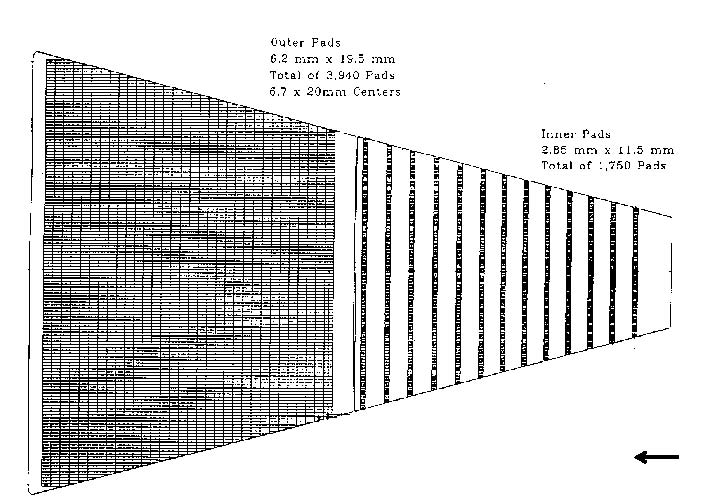 Outer Pads
6.2 mm x 19.5 mm
Total of 3,940 Pads
6.7 x 20mm Centers
Inner Pads
2.85 mm x 11.5 mm
Total of 1,750 Pads